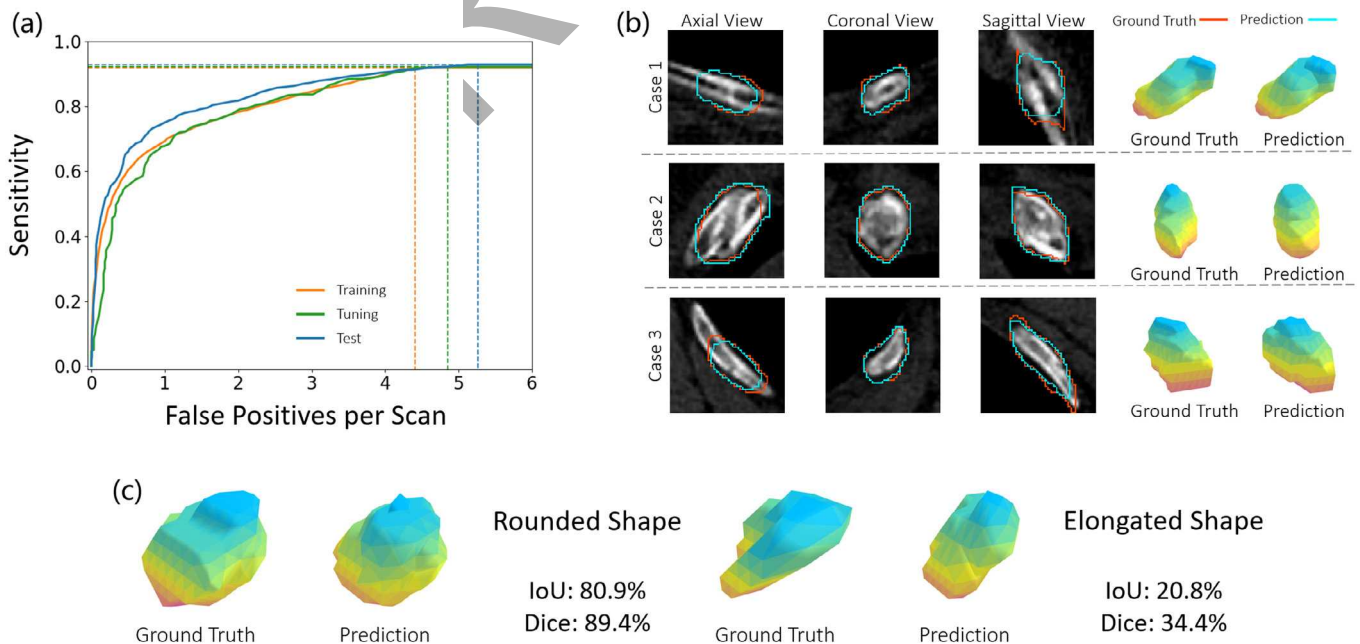 (a)
1.0
0.8
0.6
0.4
0.2
0.0
Sensitivity
Training
Tuning
Test
0 1 2 3 4 5 6
False Positives per Scan
(b)
Axial View Coronal View Sagittal View Ground Truth Prediction
Case 1
Ground Truth Prediction
Case 2
Ground Truth Prediction
Case 3
Ground Truth Prediction
(c)
Rounded Shape
IoU: 80.9%
Dice: 89.4%
Ground Truth Prediction
Elongated Shape
IoU: 20.8%
Dice: 34.4%
Ground Truth Prediction